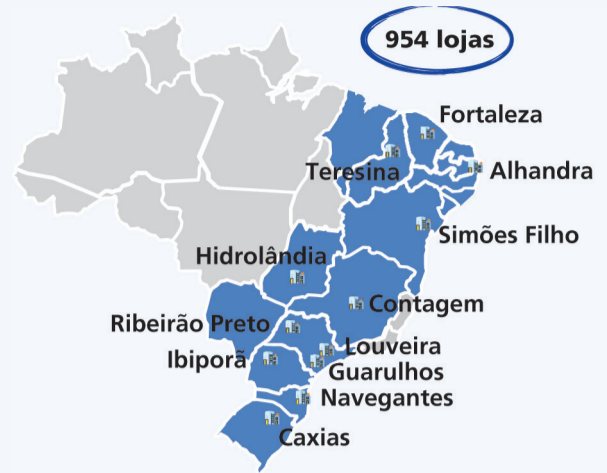 954 lojas
Fortaleza
Teresina
Alhandra
Simões Filho
Hidrolândia
Contagem
Ribeirão Preto
Louveira
Ibiporã
Guarulhos
Navegantes
Caxias